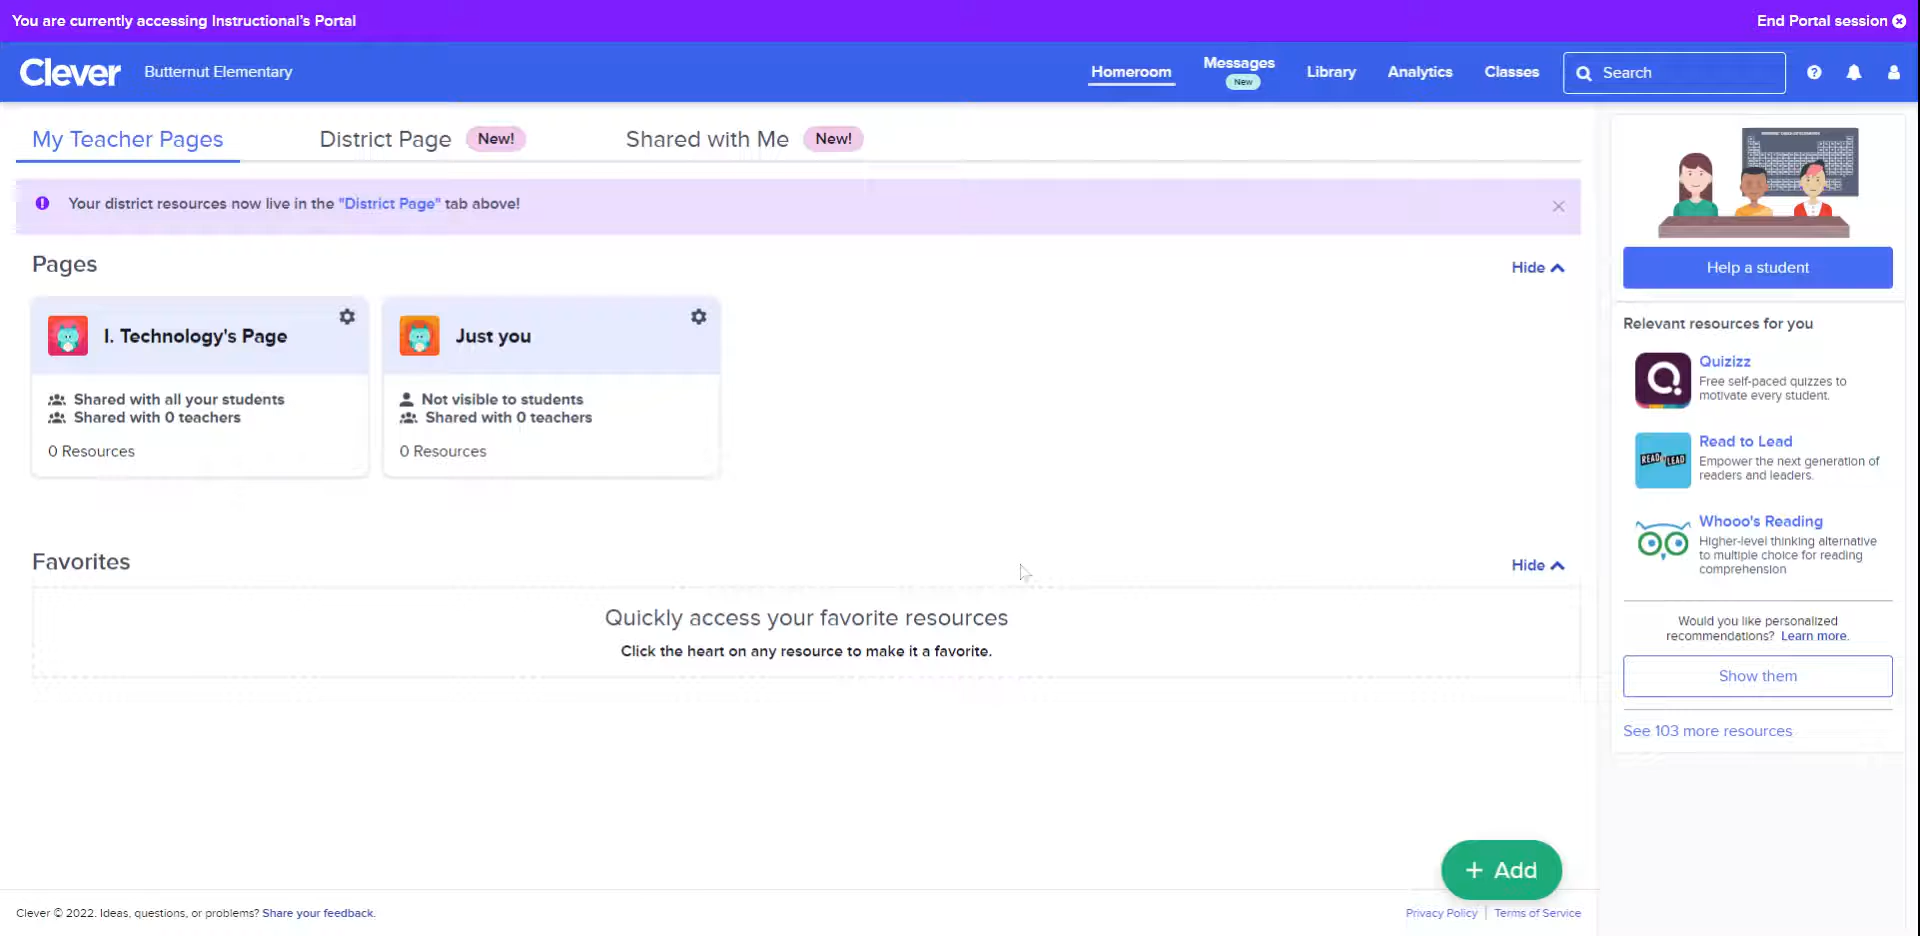 You are currently accessing Instructional's Portal
End Portal session
Clever
Butternut Elementary
Homeroom
Messages
New
Library
Analytics
Classes
Search
My Teacher Pages
District Page
New!
Shared with Me
New!
Your district resources now live in the "District Page" tab above!
Pages
Hide
I. Technology's Page
Shared with all your students
Shared with 0 teachers
0 Resources
Just you
Not visible to students
Shared with 0 teachers
0 Resources
Favorites
Hide
Quickly access your favorite resources
Click the heart on any resource to make it a favorite.
Help a student
Relevant resources for you
Quizizz
Free self-paced quizzes to
motivate every student.
READ to LEAD
Read to Lead
Empower the next generation of
readers and leaders.
Whooo's Reading
Higher-level thinking alternative
to multiple choice for reading
comprehension
Would you like personalized
recommendations? Learn more.
Show them
See 103 more resources
+ Add
Clever © 2022. Ideas, questions, or problems? Share your feedback.
Privacy Policy | Terms of Service